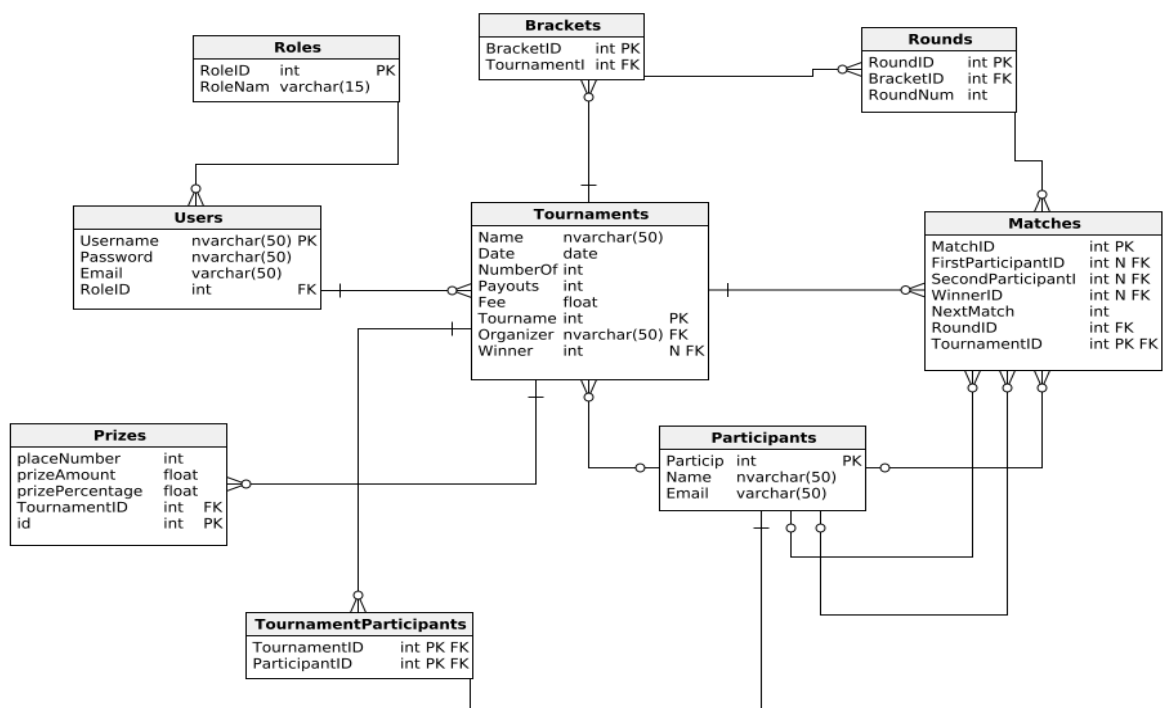 Brackets
BracketID int PK
TournamentI int FK
Roles
RoleID int PK
RoleNam varchar(15)
Rounds
RoundID int PK
BracketID int FK
RoundNum int
Users
Username nvarchar(50) PK
Password nvarchar(50)
Email varchar(50)
RoleID int FK
Tournaments
Name nvarchar(50)
Date date
NumberOf int
Payouts int
Fee float
Tourname int PK
Organizer nvarchar(50) FK
Winner int N FK
Matches
MatchID int PK
FirstParticipantID int N FK
SecondParticipantI int N FK
WinnerID int N FK
NextMatch int
RoundID int FK
TournamentID int PK FK
Prizes
placeNumber int
prizeAmount float
prizePercentage float
TournamentID int FK
id int PK
Participants
Particip int PK
Name nvarchar(50)
Email varchar(50)
TournamentParticipants
TournamentID int PK FK
ParticipantID int PK FK